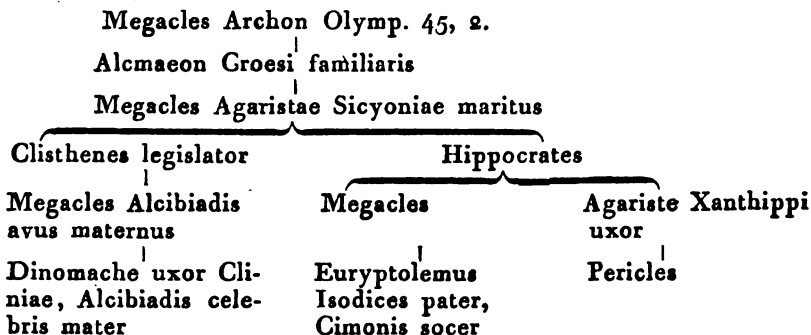 Megacles Archon Olymp. 45, 2.
Alcmaeon Croesi familiaris
Megacles Agaristae Sicyoniae maritus
Clisthenes legislator
Hippocrates
Megacles Alcibiadis
avus maternus
Megacles
Agariste Xanthippi
uxor
Dinomache uxor Cli-
niae, Alcibiadis cele-
bris mater
Euryptolemus
Isodices pater,
Cimonis socer
Pericles